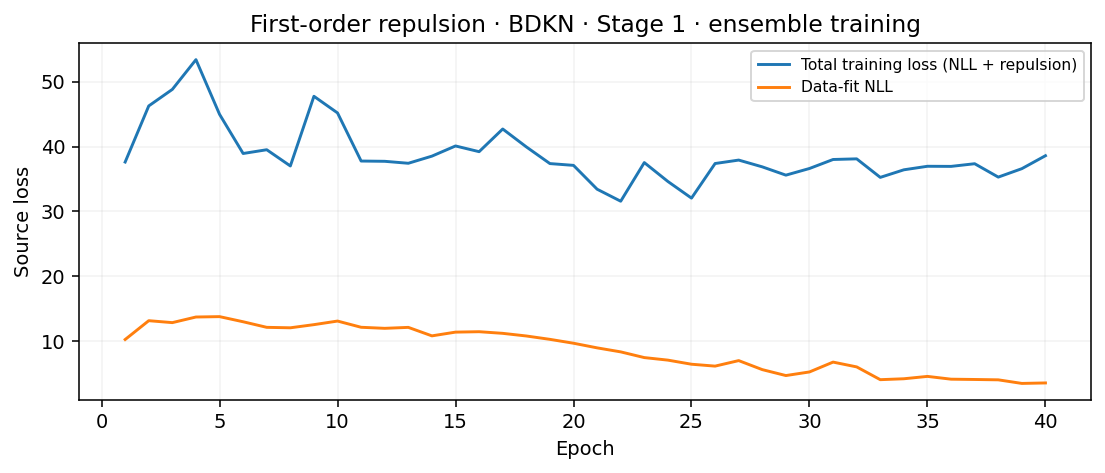 First-order repulsion · BDKN · Stage 1 · ensemble training
Total training loss (NLL + repulsion)
Data-fit NLL
Source loss
50
40
30
20
10
0
5
10
15
20
25
30
35
40
Epoch